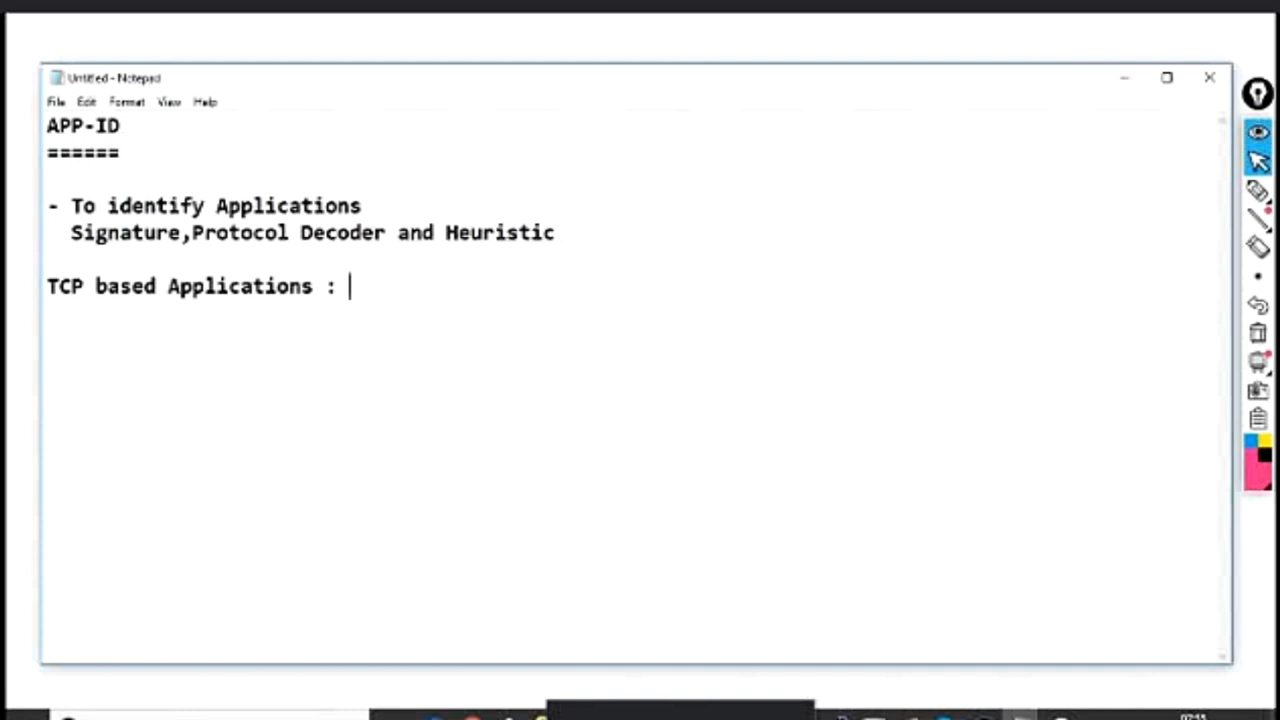 Untitled - Notepad
File Edit Format View Help
APP-ID
======
- To identify Applications
Signature,Protocol Decoder and Heuristic
TCP based Applications :